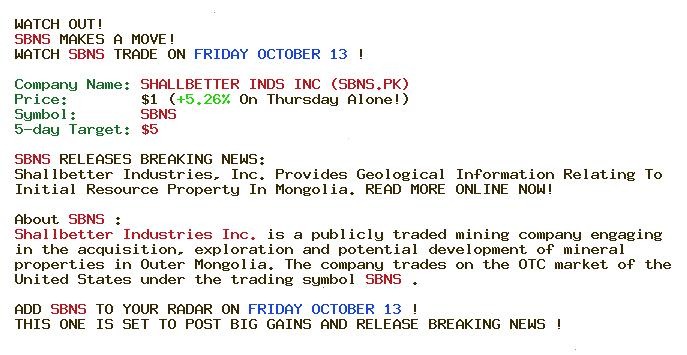 WATCH OUT!
SBNS MAKES A MOVE!
WATCH SBNS TRADE ON FRIDAY OCTOBER 13 !
Company Name: SHALLBETTER INDS INC (SBNS.PK)
Price: $1 (+5.26% On Thursday Alone!)
Symbol: SBNS
5-day Target: $5
SBNS RELEASES BREAKING NEWS:
Shallbetter Industries, Inc. Provides Geological Information Relating To
Initial Resource Property In Mongolia. READ MORE ONLINE NOW!
About SBNS :
Shallbetter Industries Inc. is a publicly traded mining company engaging
in the acquisition, exploration and potential development of mineral
properties in Outer Mongolia. The company trades on the OTC market of the
United States under the trading symbol SBNS .
ADD SBNS TO YOUR RADAR ON FRIDAY OCTOBER 13 !
THIS ONE IS SET TO POST BIG GAINS AND RELEASE BREAKING NEWS !